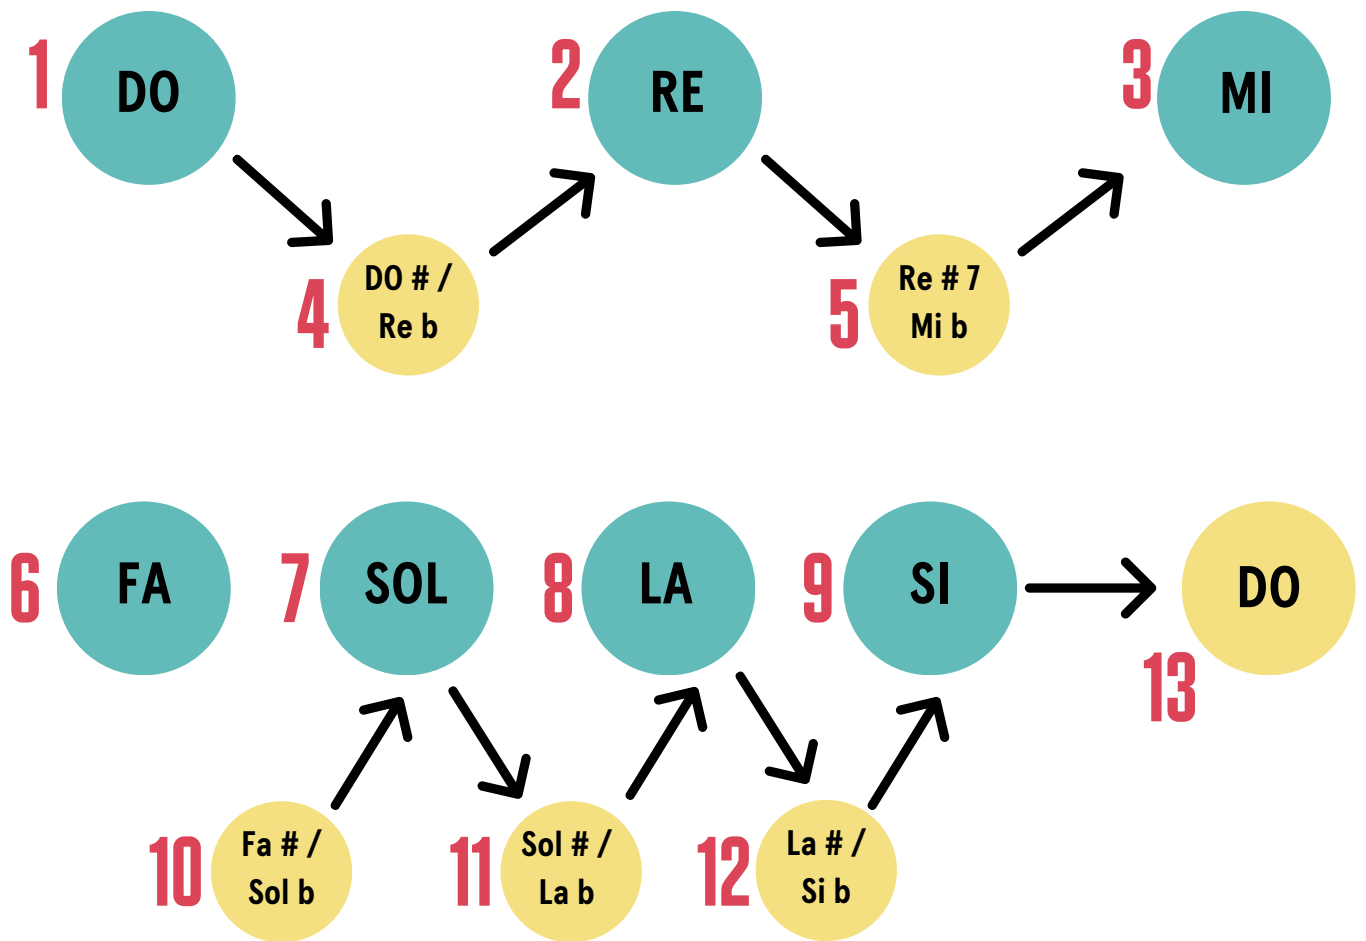 1 DO
2 RE
3 MI
4 DO # /
Re b
5 Re # 7
Mi b
6 FA
7 SOL
8 LA
9 SI
DO
13
10 Fa # /
Sol b
11 Sol # /
La b
12 La # /
Si b